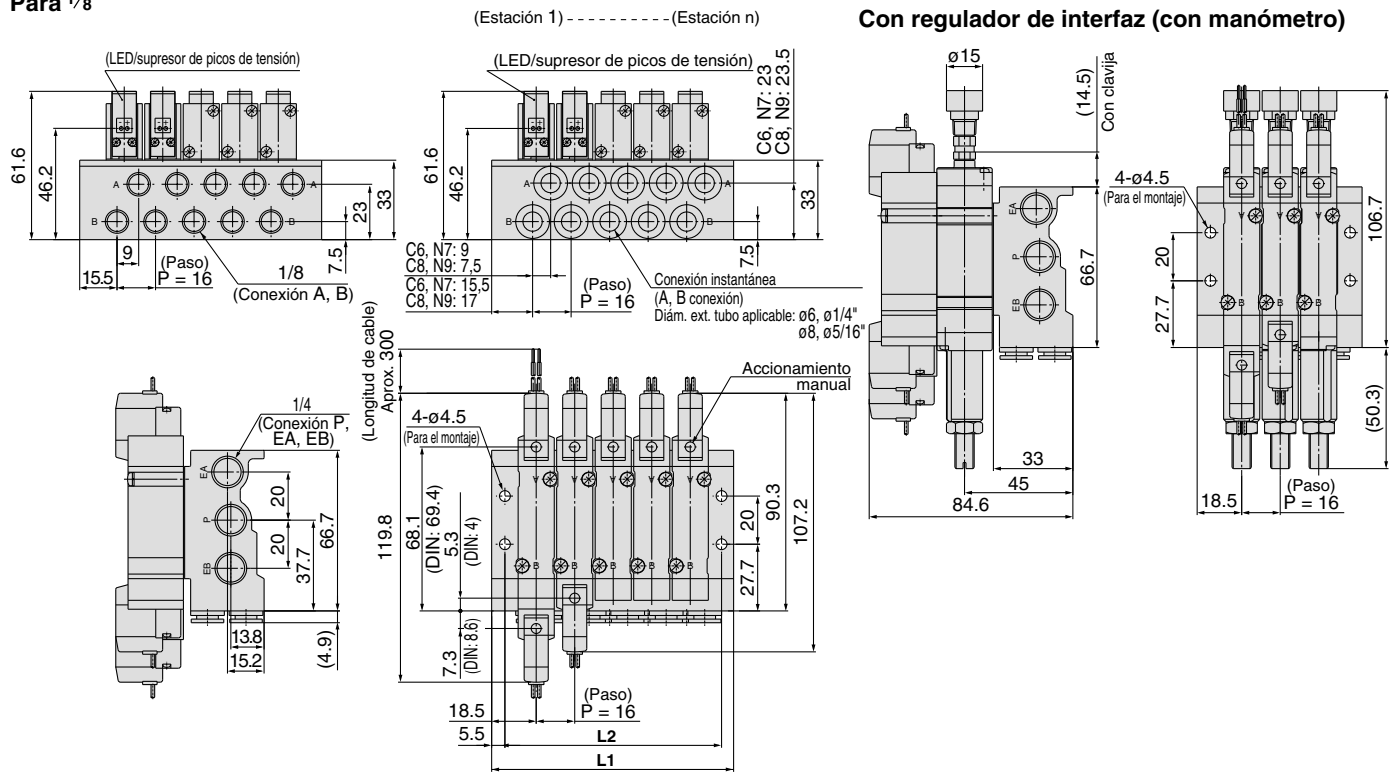 Para 1/8
(Estación 1) - - - - - - - - - (Estación n)
Con regulador de interfaz (con manómetro)
(LED/supresor de picos de tensión)
61.6
46.2
A
A
B
B
33
23
7.5
9
15.5
(Paso)
P = 16
1/8
(Conexión A, B)
(LED/supresor de picos de tensión)
C6, N7: 23
C8, N9: 23.5
61.6
46.2
A
B
B
33
7.5
C6, N7: 9
C8, N9: 7,5
C6, N7: 15,5
C8, N9: 17
(Paso)
P = 16
Conexión instantánea
(A, B conexión)
Diám. ext. tubo aplicable: ø6, ø1/4"
ø8, ø5/16"
ø15
(14.5)
Con clavija
EA
P
EB
66.7
33
45
84.6
4-ø4.5
(Para el montaje)
20
27.7
106.7
(50.3)
18.5
(Paso)
P = 16
B
B
B
1/4
(Conexión P,
EA, EB)
EA
P
EB
20
20
37.7
66.7
13.8
15.2
(4.9)
(Longitud de cable)
Aprox. 300
4-ø4.5
(Para el montaje)
Accionamiento
manual
119.8
68.1
(DIN: 69.4)
5.3
(DIN: 4)
7.3
(DIN: 8.6)
B
B
B
B
B
20
27.7
90.3
107.2
18.5
(Paso)
P = 16
5.5
L2
L1